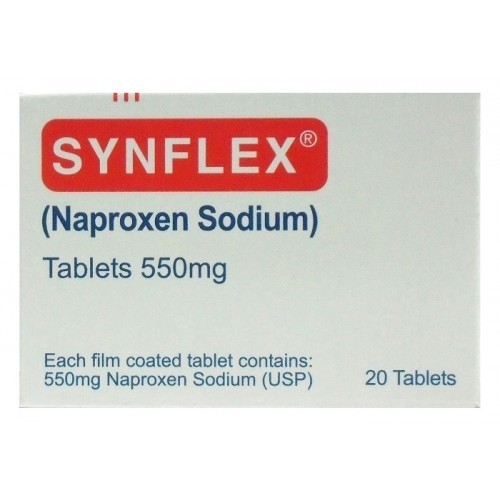 SYNFLEX®
(Naproxen Sodium)
Tablets 550mg
Each film coated tablet contains:
550mg Naproxen Sodium (USP)
20 Tablets